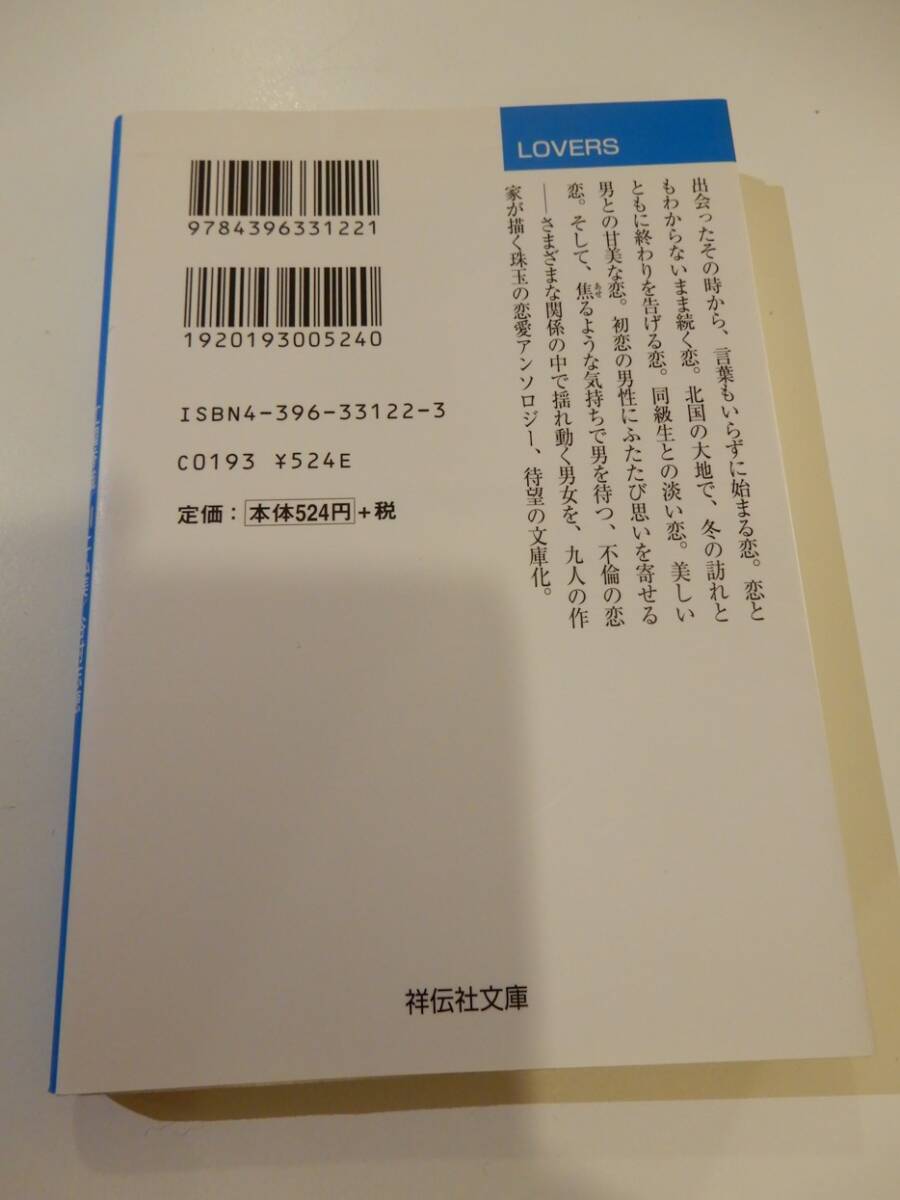 LOVERS
出会ったその時から、言葉もいらずに始まる恋。恋と
もわからないまま続く恋。北国の大地で、冬の訪れと
ともに終わりを告げる恋。同級生との淡い恋。美しい
男との甘美な恋。初恋の男性にふたたび思いを寄せる
恋。そして、焦るような気持ちで男を待つ、不倫の恋
――さまざまな関係の中で揺れ動く男女を、九人の作
家が描く珠玉の恋愛アンソロジー、待望の文庫化。
あせ
9784396331221
1920193005240
ISBN4-396-33122-3
C0193 ¥524E
定価：本体524円+税
祥伝社文庫